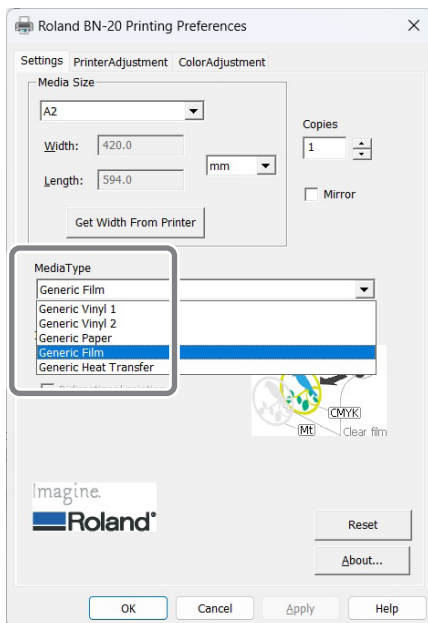 Roland BN-20 Printing Preferences
Settings PrinterAdjustment ColorAdjustment
Media Size
A2
Width: 420.0
mm
Length: 594.0
Get Width From Printer
Copies
1
Mirror
MediaType
Generic Film
Generic Vinyl 1
Generic Vinyl 2
Generic Paper
Generic Film
Generic Heat Transfer
CMYK
Mt
Clear film
Imagine.
Roland®
Reset
About...
OK Cancel Apply Help